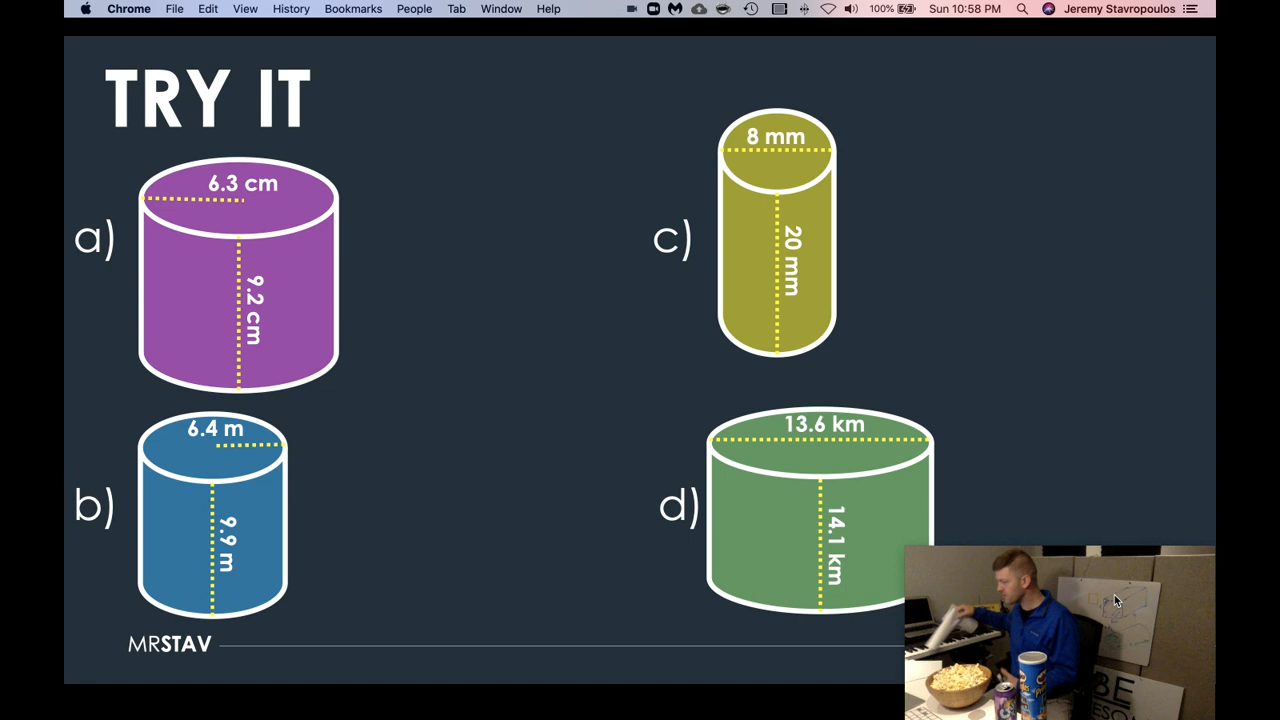 Chrome File Edit View History Bookmarks People Tab Window Help 100% Sun 10:58 PM Jeremy Stavropoulos
TRY IT
a)
6.3 cm
9.2 cm
b)
6.4 m
9.9 m
c)
8 mm
20 mm
d)
13.6 km
14.1 km
MRSTAV
BE